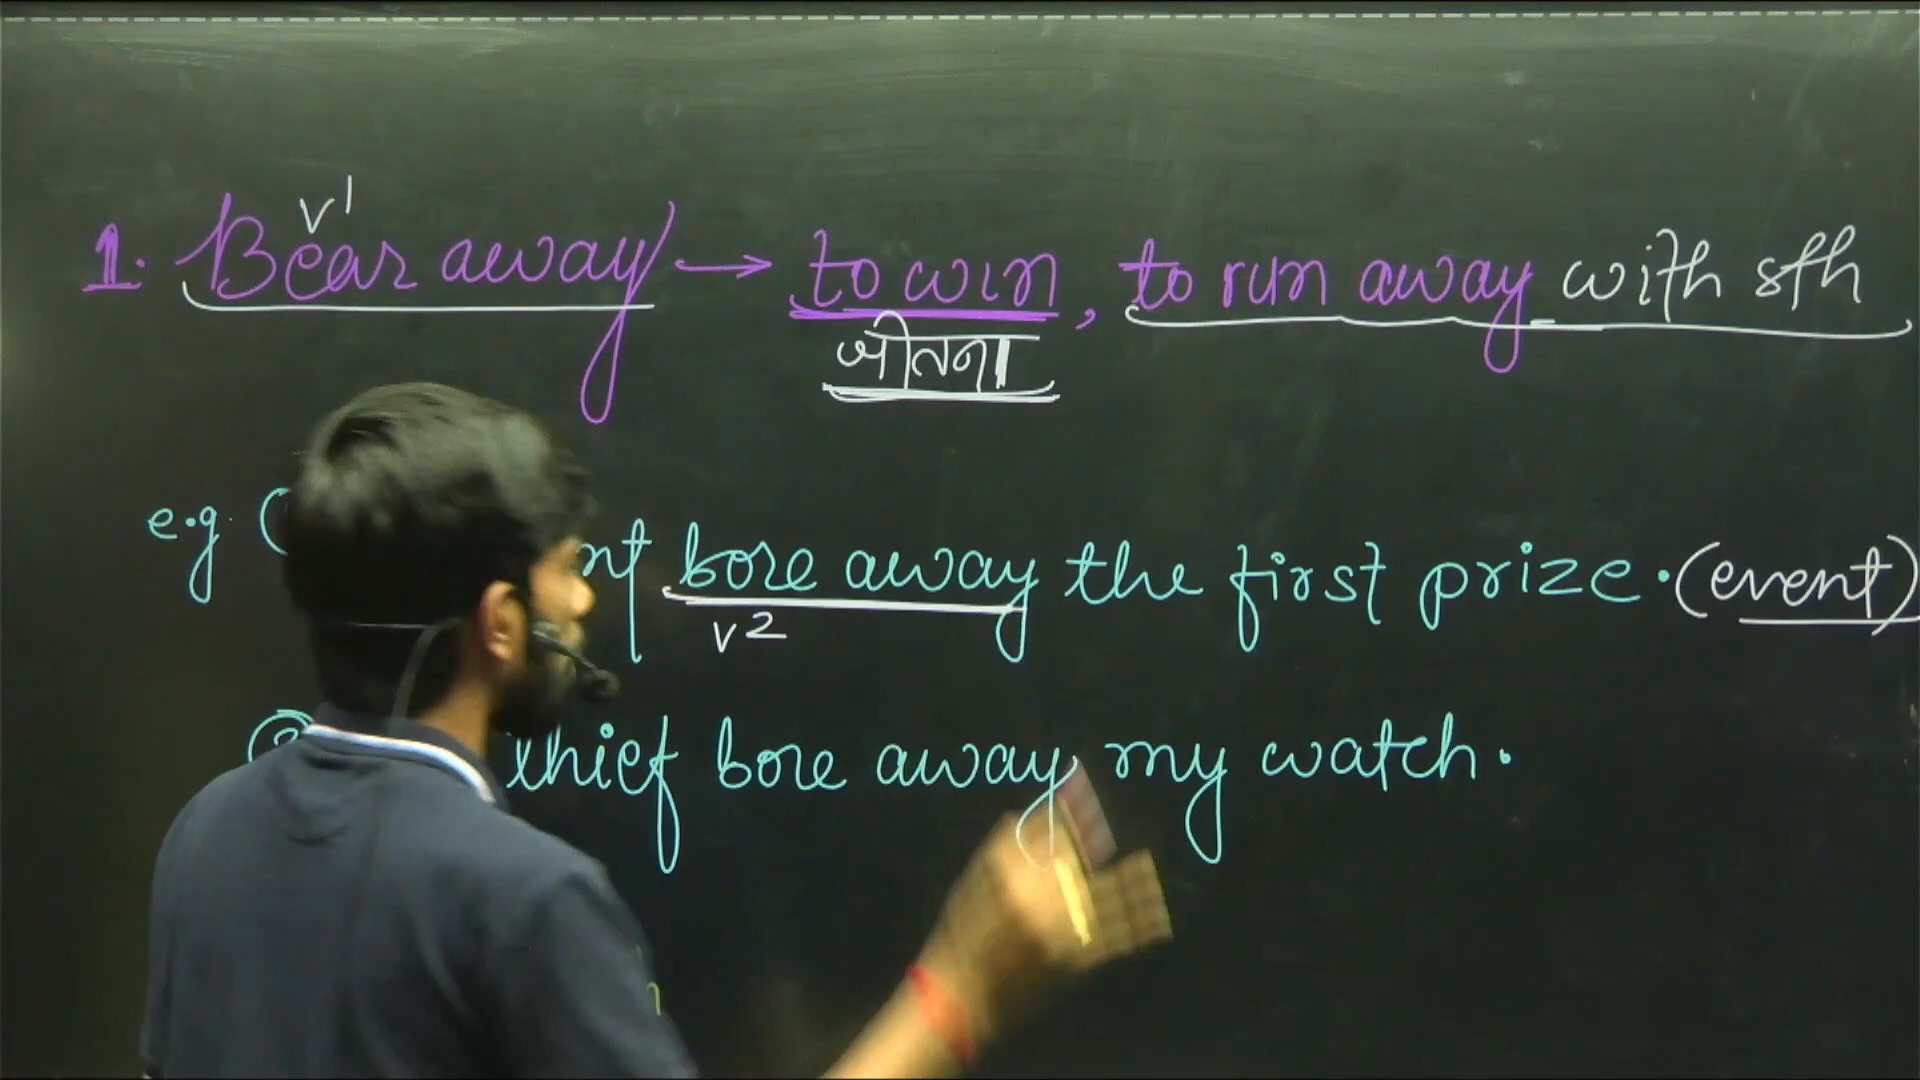 V1
1. Bear away → to win, to run away with sth
जीतना
e.g. bore away the first prize. (event)
V2
thief bore away my watch.